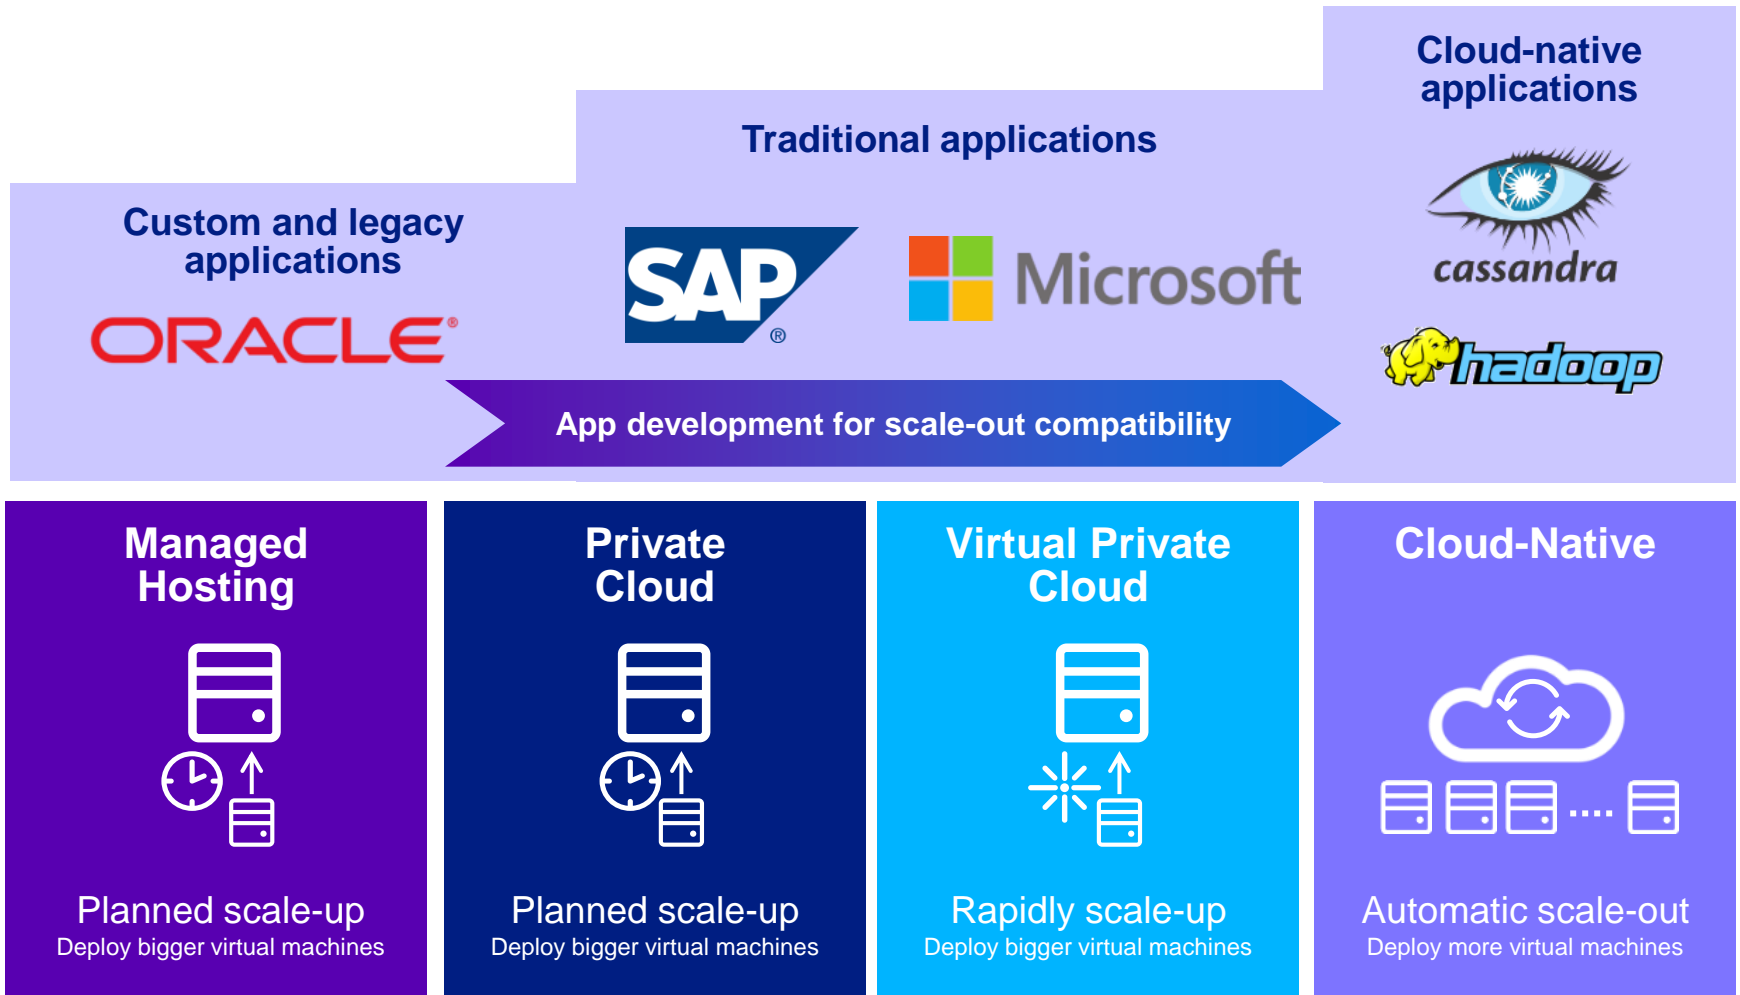 Cloud-native
applications
Traditional applications
Custom and legacy
applications
SAP
®
Microsoft
cassandra
ORACLE®
hadoop
App development for scale-out compatibility
Managed
Hosting
Planned scale-up
Deploy bigger virtual machines
Private
Cloud
Planned scale-up
Deploy bigger virtual machines
Virtual Private
Cloud
Rapidly scale-up
Deploy bigger virtual machines
Cloud-Native
....
Automatic scale-out
Deploy more virtual machines